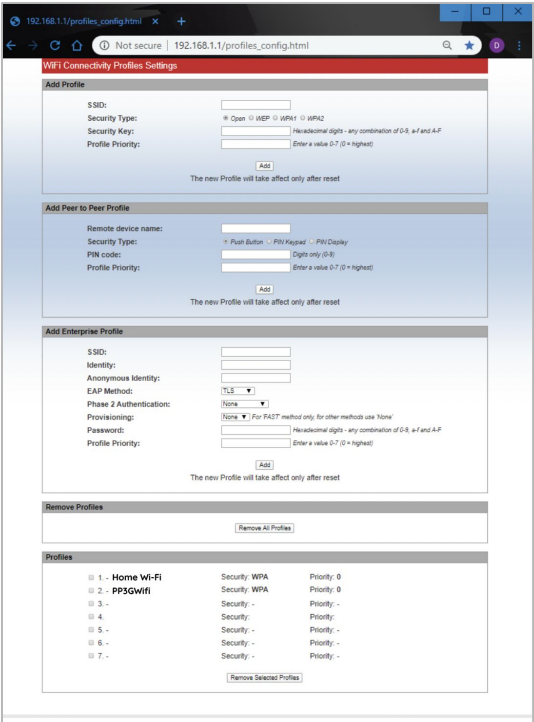 192.168.1.1/profiles_config.html
Not secure | 192.168.1.1/profiles_config.html
D
WiFi Connectivity Profiles Settings
Add Profile
SSID:
Security Type: Open WEP WPA1 WPA2
Security Key: Hexadecimal digits - any combination of 0-9, a-f and A-F
Profile Priority: Enter a value 0-7 (0 = highest)
Add
The new Profile will take affect only after reset
Add Peer to Peer Profile
Remote device name:
Security Type: Push Button PIN Keypad PIN Display
PIN code: Digits only (0-9)
Profile Priority: Enter a value 0-7 (0 = highest)
Add
The new Profile will take affect only after reset
Add Enterprise Profile
SSID:
Identity:
Anonymous Identity:
EAP Method: TLS
Phase 2 Authentication: None
Provisioning: None For 'FAST' method only, for other methods use 'None'
Password: Hexadecimal digits - any combination of 0-9, a-f and A-F
Profile Priority: Enter a value 0-7 (0 = highest)
Add
The new Profile will take affect only after reset
Remove Profiles
Remove All Profiles
Profiles
1. - Home Wi-Fi Security: WPA Priority: 0
2. - PP3GWifi Security: WPA Priority: 0
3. - Security: - Priority: -
4. Security: Priority:
5. - Security: - Priority: -
6. - Security: - Priority: -
7. - Security: - Priority: -
Remove Selected Profiles